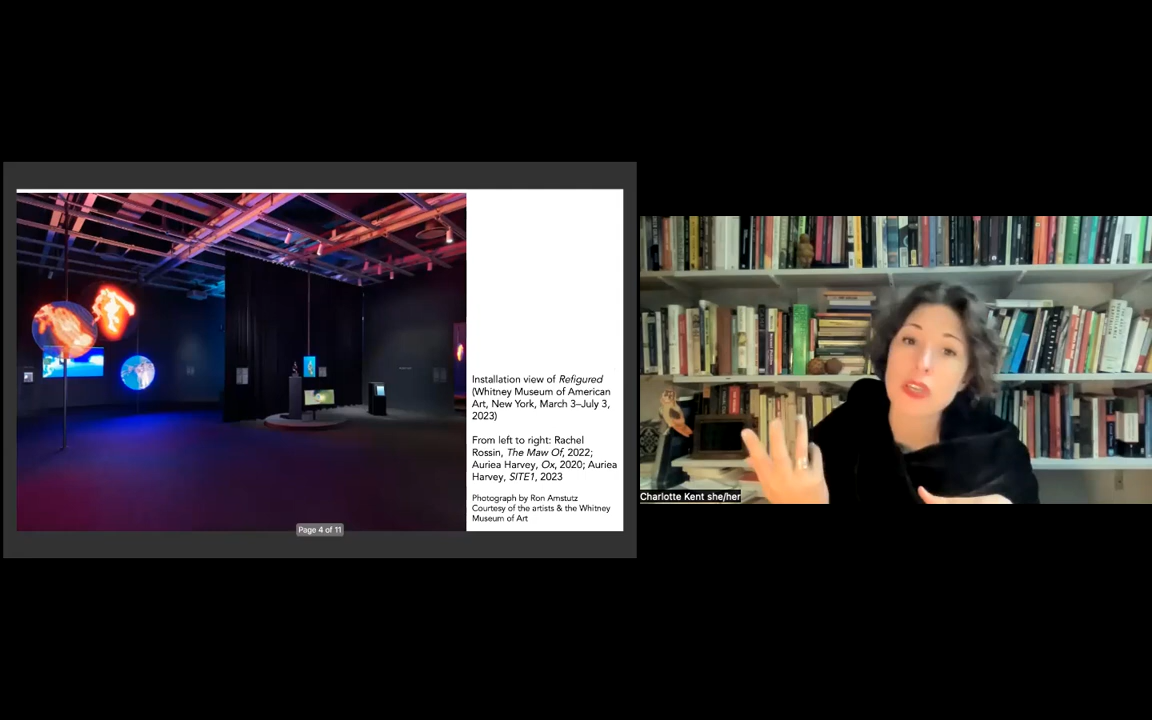 Installation view of Refigured
(Whitney Museum of American
Art, New York, March 3–July 3,
2023)
From left to right: Rachel
Rossin, The Maw Of, 2022;
Auriea Harvey, Ox, 2020; Auriea
Harvey, SITE1, 2023
Photograph by Ron Amstutz
Courtesy of the artists & the Whitney
Museum of Art
Page 4 of 11
Charlotte Kent she/her